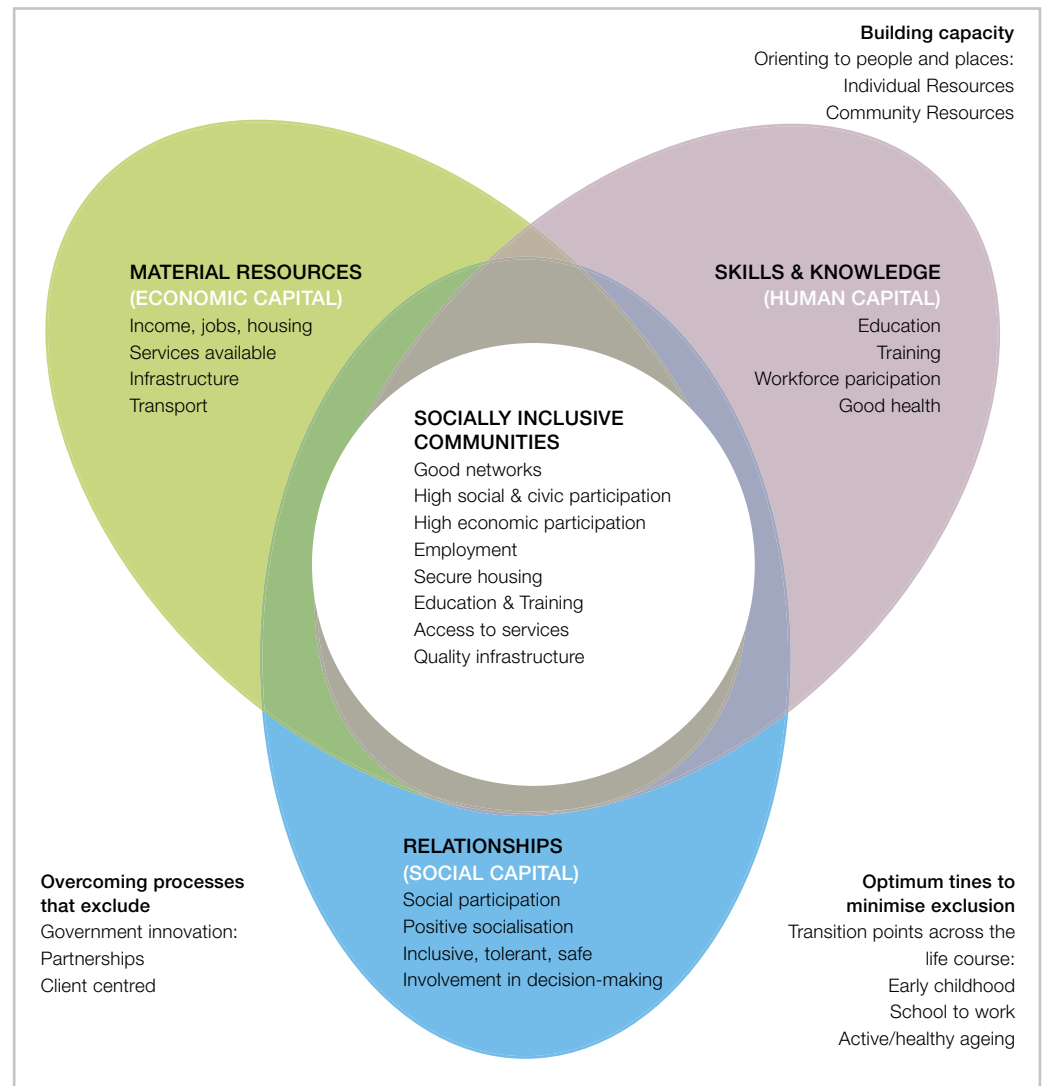 Building capacity
Orienting to people and places:
Individual Resources
Community Resources
MATERIAL RESOURCES
(ECONOMIC CAPITAL)
Income, jobs, housing
Services available
Infrastructure
Transport
SKILLS & KNOWLEDGE
(HUMAN CAPITAL)
Education
Training
Workforce paricipation
Good health
SOCIALLY INCLUSIVE
COMMUNITIES
Good networks
High social & civic participation
High economic participation
Employment
Secure housing
Education & Training
Access to services
Quality infrastructure
RELATIONSHIPS
(SOCIAL CAPITAL)
Social participation
Positive socialisation
Inclusive, tolerant, safe
Involvement in decision-making
Overcoming processes
that exclude
Government innovation:
Partnerships
Client centred
Optimum tines to
minimise exclusion
Transition points across the
life course:
Early childhood
School to work
Active/healthy ageing